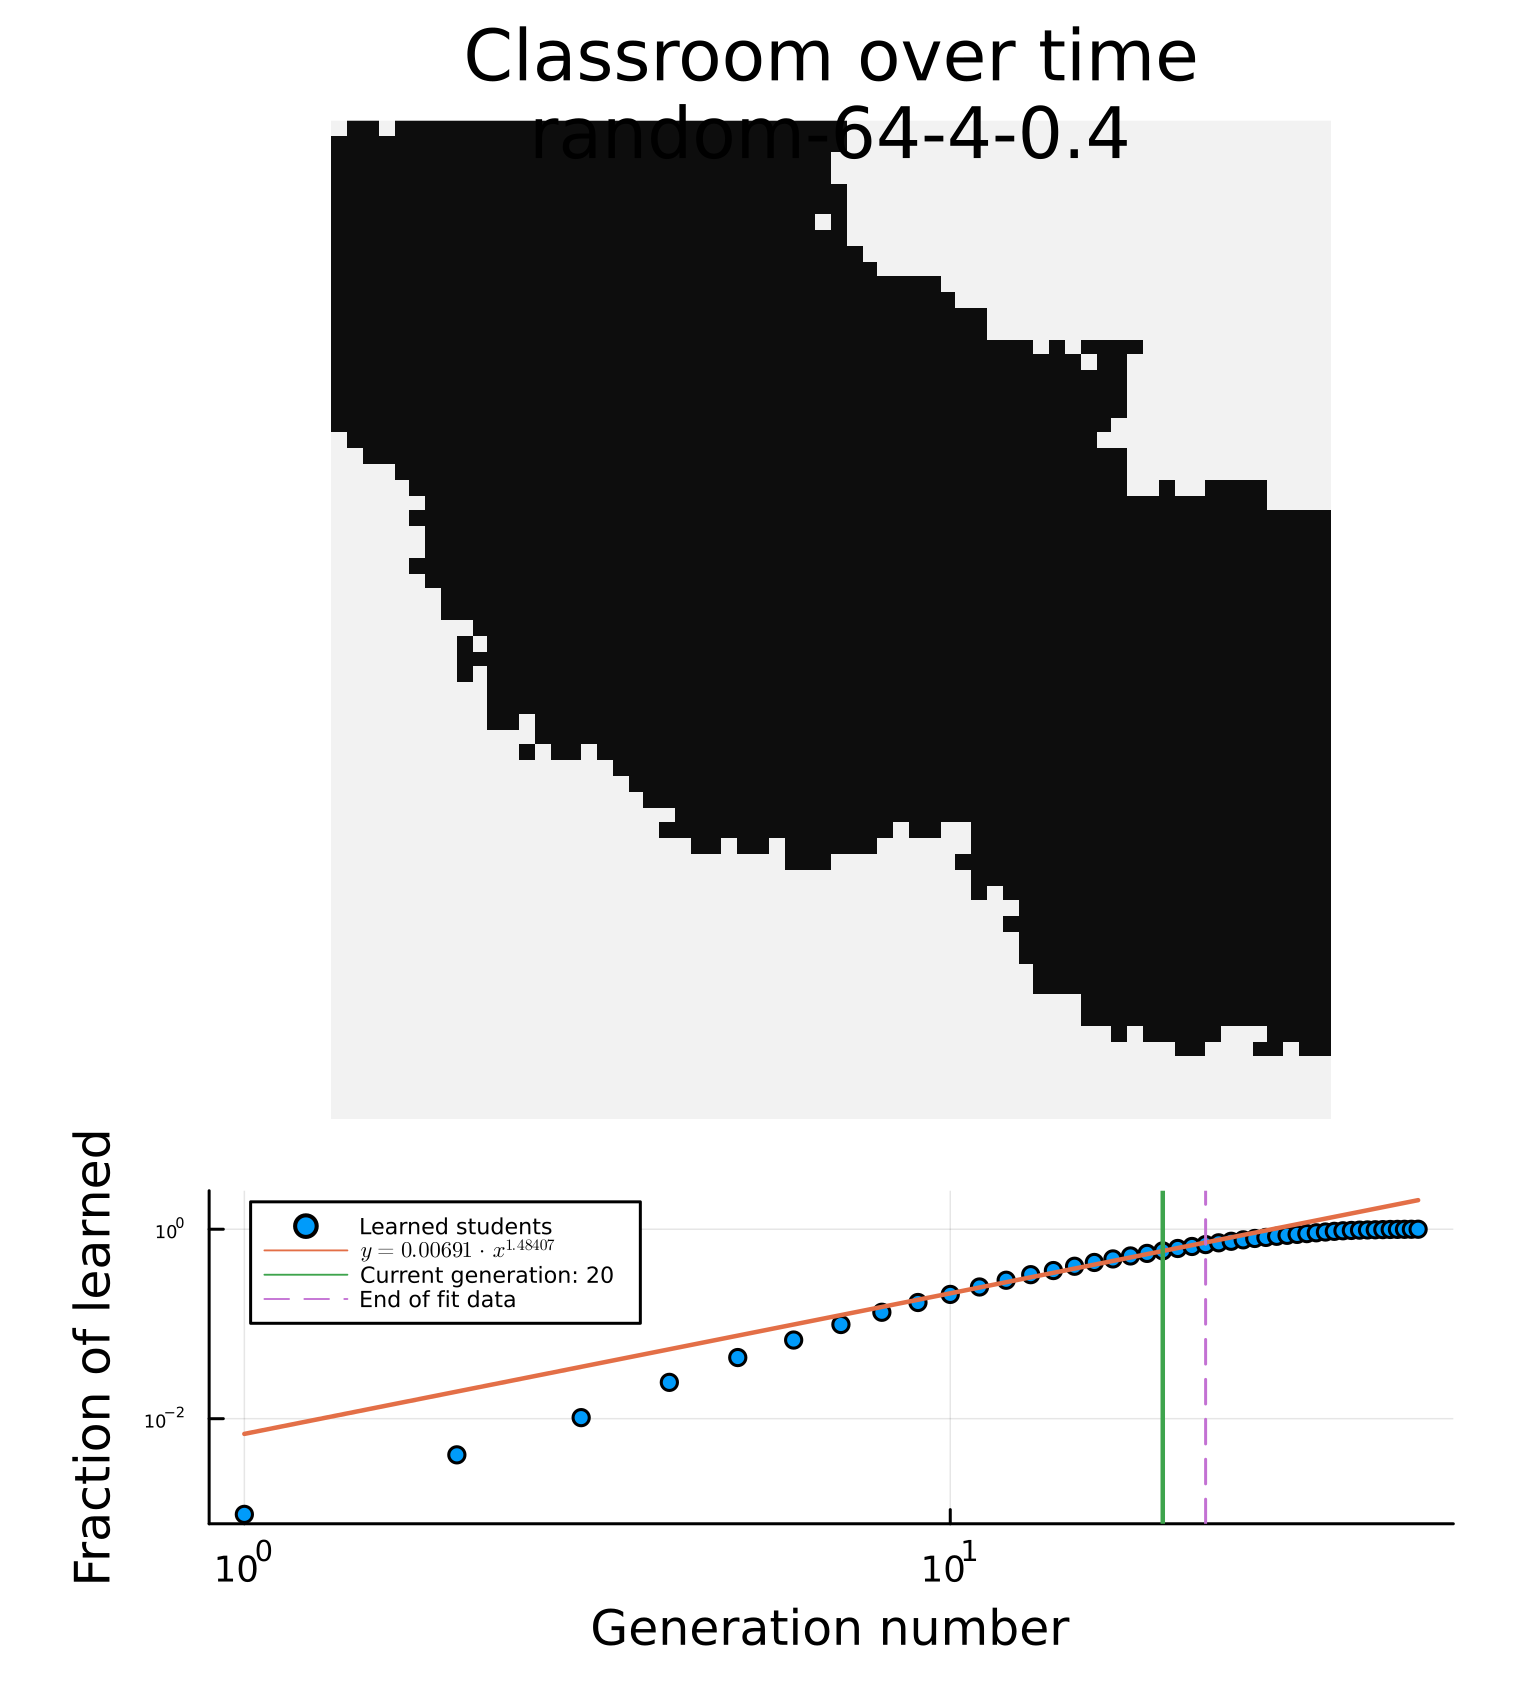 Classroom over time
random-64-4-0.4
Fraction of learned
10⁰
10⁻²
Learned students
y = 0.00691 · x^1.48407
Current generation: 20
End of fit data
10⁰
10¹
Generation number